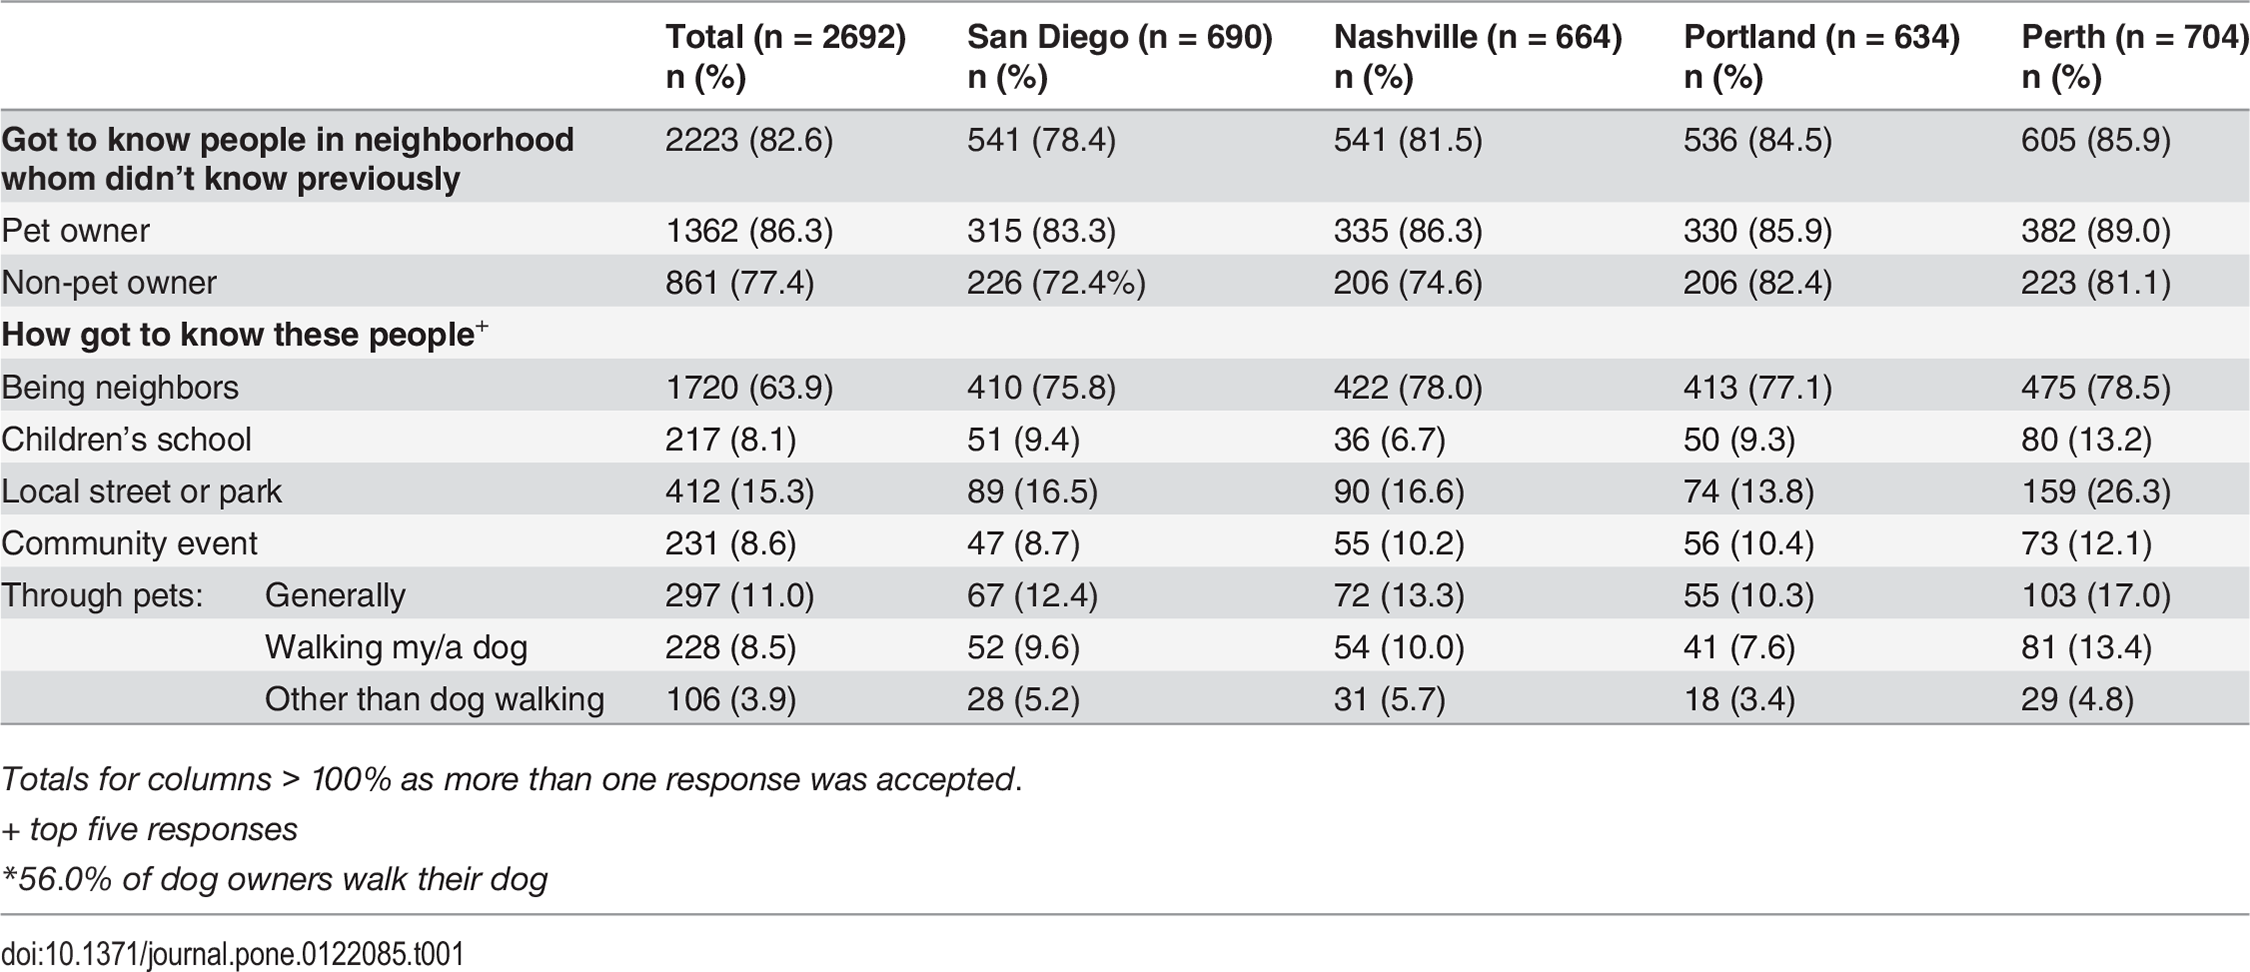 Total (n = 2692) San Diego (n = 690) Nashville (n = 664) Portland (n = 634) Perth (n = 704)
n (%) n (%) n (%) n (%) n (%)
Got to know people in neighborhood 2223 (82.6) 541 (78.4) 541 (81.5) 536 (84.5) 605 (85.9)
whom didn’t know previously
Pet owner 1362 (86.3) 315 (83.3) 335 (86.3) 330 (85.9) 382 (89.0)
Non-pet owner 861 (77.4) 226 (72.4%) 206 (74.6) 206 (82.4) 223 (81.1)
How got to know these people+
Being neighbors 1720 (63.9) 410 (75.8) 422 (78.0) 413 (77.1) 475 (78.5)
Children’s school 217 (8.1) 51 (9.4) 36 (6.7) 50 (9.3) 80 (13.2)
Local street or park 412 (15.3) 89 (16.5) 90 (16.6) 74 (13.8) 159 (26.3)
Community event 231 (8.6) 47 (8.7) 55 (10.2) 56 (10.4) 73 (12.1)
Through pets: Generally 297 (11.0) 67 (12.4) 72 (13.3) 55 (10.3) 103 (17.0)
Walking my/a dog 228 (8.5) 52 (9.6) 54 (10.0) 41 (7.6) 81 (13.4)
Other than dog walking 106 (3.9) 28 (5.2) 31 (5.7) 18 (3.4) 29 (4.8)
Totals for columns > 100% as more than one response was accepted.
+ top five responses
*56.0% of dog owners walk their dog
doi:10.1371/journal.pone.0122085.t001